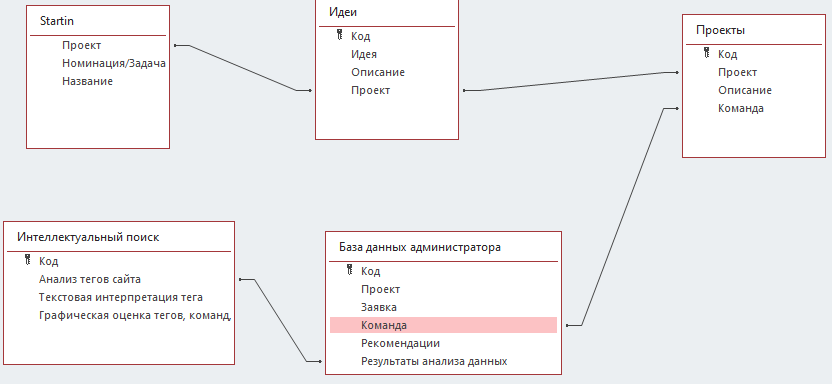 Startin
Проект
Номинация/Задача
Название
Идеи
Код
Идея
Описание
Проект
Проекты
Код
Проект
Описание
Команда
Интеллектуальный поиск
Код
Анализ тегов сайта
Текстовая интерпретация тега
Графическая оценка тегов, команд,
База данных администратора
Код
Проект
Заявка
Команда
Рекомендации
Результаты анализа данных